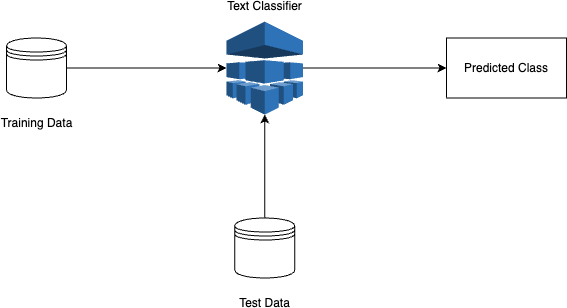 Text Classifier
Predicted Class
Training Data
Test Data